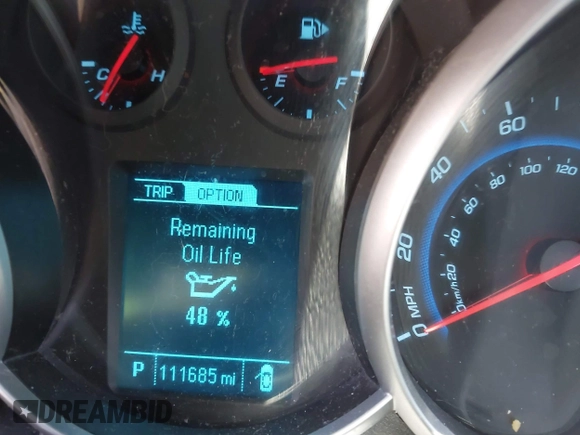 C H
E F
TRIP OPTION
Remaining
Oil Life
48 %
P 111685 mi
0 20 40 60
MPH
20 40 60 80 100 120
km/h
DREAMBID